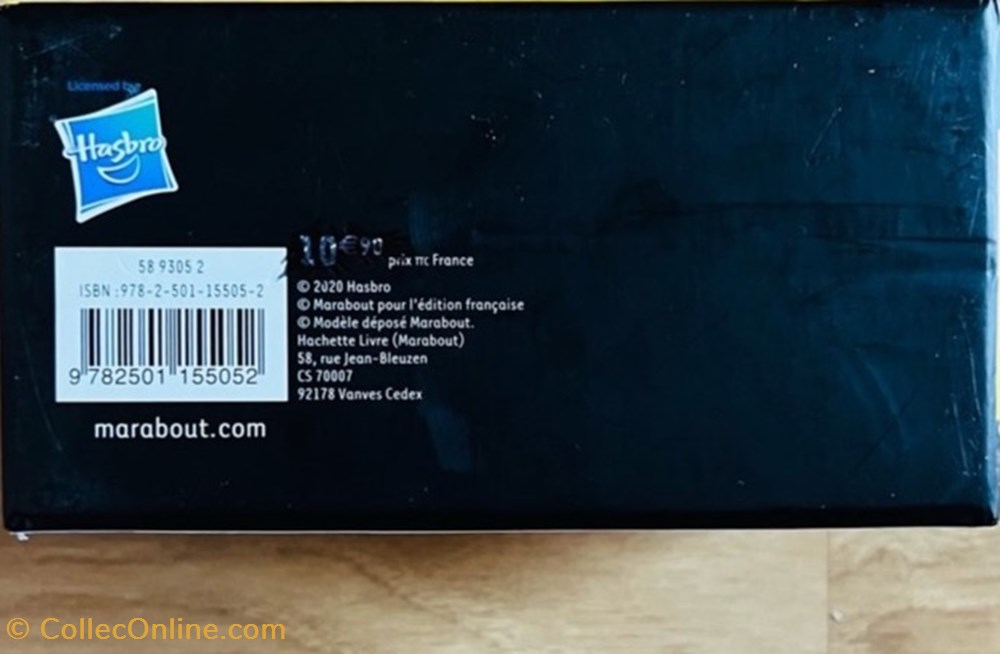 Licensed by
Hasbro
58 9305 2
ISBN : 978-2-501-15505-2
9 782501 155052
marabout.com
10€90 prix TTC France
© 2020 Hasbro
© Marabout pour l'édition française
© Modèle déposé Marabout.
Hachette Livre (Marabout)
58, rue Jean-Bleuzen
CS 70007
92178 Vanves Cedex
© CollecOnline.com